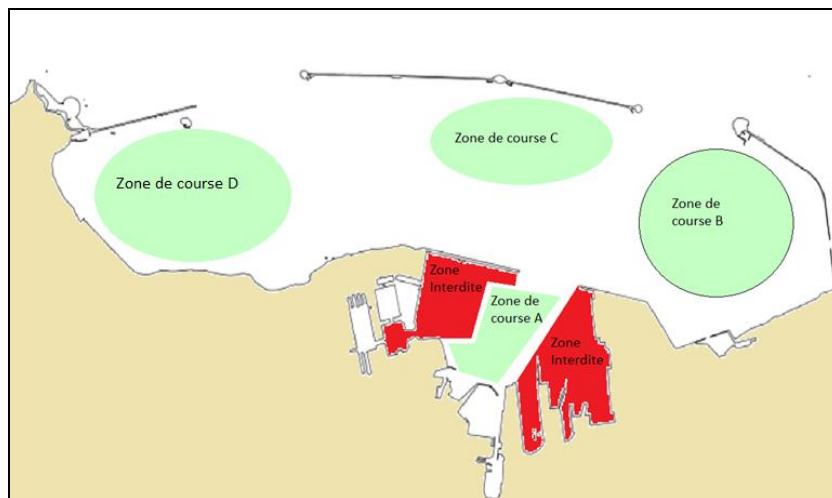 Zone de course C
Zone de course D
Zone de
course B
Zone
Interdite
Zone de
course A
Zone
Interdite